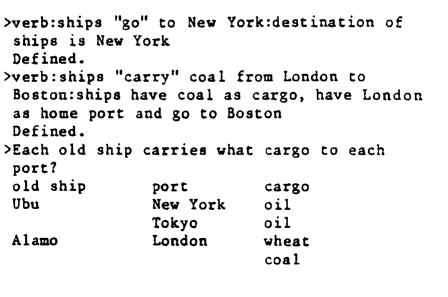 >verb:ships "go" to New York:destination of
ships is New York
Defined.
>verb:ships "carry" coal from London to
Boston:ships have coal as cargo, have London
as home port and go to Boston
Defined.
>Each old ship carries what cargo to each
port?
old ship port cargo
Ubu New York oil
Tokyo oil
Alamo London wheat
coal